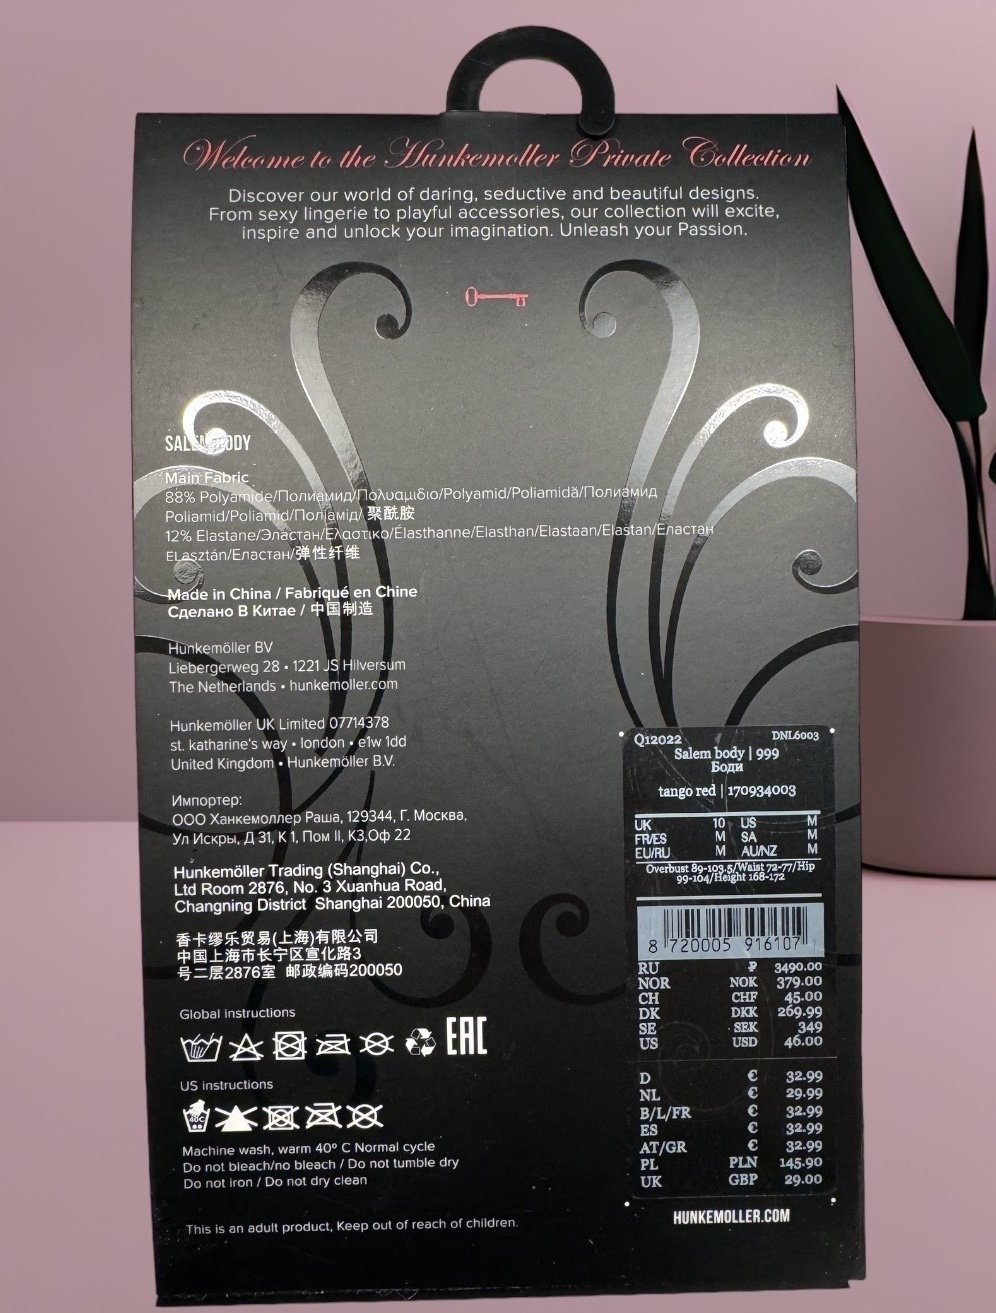 Welcome to the Hunkemoller Private Collection
Discover our world of daring, seductive and beautiful designs.
From sexy lingerie to playful accessories, our collection will excite,
inspire and unlock your imagination. Unleash your Passion.
SALEM BODY
Main Fabric
88% Polyamide/Полиамид/Πολυαμιδιο/Polyamid/Poliamidă/Полиамид
Poliamid/Poliamid/Полјамид/ 聚酰胺
12% Elastane/Эластан/Ελαστικο/Élasthanne/Elasthan/Elastaan/Elastan/Еластан
ELasztán/Еластан/弹性纤维
Made in China / Fabriqué en Chine
Сделано В Китае / 中国制造
Hunkemöller BV
Liebergerweg 28 • 1221 JS Hilversum
The Netherlands • hunkemoller.com
Hunkemöller UK Limited 07714378
st. katharine's way • london • e1w 1dd
United Kingdom • Hunkemöller B.V.
Импортер:
ООО Ханкемоллер Раша, 129344, Г. Москва,
Ул Искры, Д 31, К 1, Пом II, К3,Оф 22
Hunkemöller Trading (Shanghai) Co.,
Ltd Room 2876, No. 3 Xuanhua Road,
Changning District Shanghai 200050, China
香卡缪乐贸易(上海)有限公司
中国上海市长宁区宣化路3
号二层2876室 邮政编码200050
Global instructions
EAC
US instructions
40C
Machine wash, warm 40º C Normal cycle
Do not bleach/no bleach / Do not tumble dry
Do not iron / Do not dry clean
This is an adult product, Keep out of reach of children.
Q12022 DNL6003
Salem body | 999
Боди
tango red | 170934003
UK 10 US M
FR/ES M SA M
EU/RU M AU/NZ M
Overbust 89-103.5/Waist 72-77/Hip
99-104/Height 168-172
8 720005 916107
RU ₽ 3490.00
NOR NOK 379.00
CH CHF 45.00
DK DKK 269.99
SE SEK 349
US USD 46.00
D € 32.99
NL € 29.99
B/L/FR € 32.99
ES € 32.99
AT/GR € 32.99
PL PLN 145.90
UK GBP 29.00
HUNKEMOLLER.COM